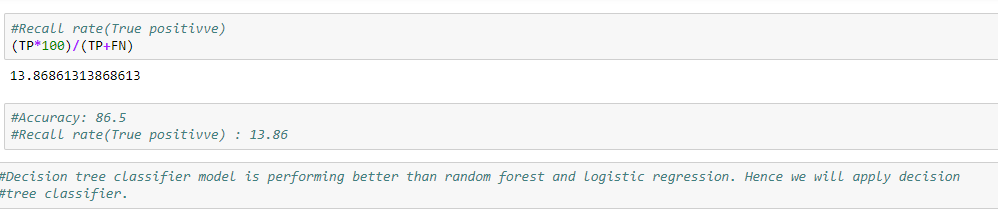 #Recall rate(True positivve)
(TP*100)/(TP+FN)
13.86861313868613
#Accuracy: 86.5
#Recall rate(True positivve) : 13.86
#Decision tree classifier model is performing better than random forest and logistic regression. Hence we will apply decision
#tree classifier.